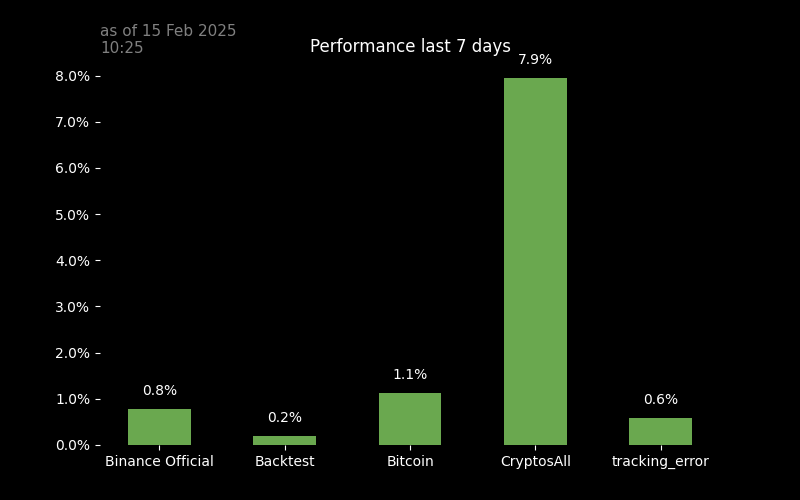 as of 15 Feb 2025
10:25
Performance last 7 days
8.0%
7.0%
6.0%
5.0%
4.0%
3.0%
2.0%
1.0%
0.0%
0.8%
0.2%
1.1%
7.9%
0.6%
Binance Official
Backtest
Bitcoin
CryptosAll
tracking_error